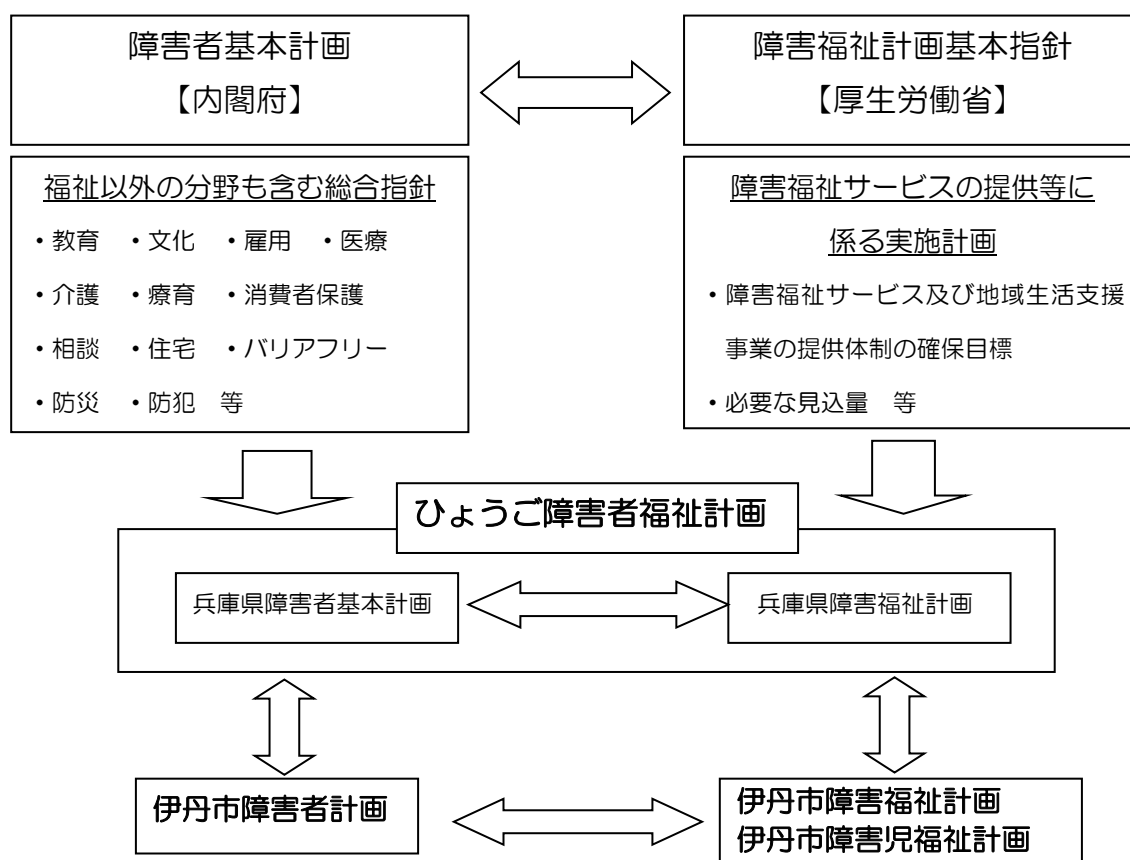 障害者基本計画
【内閣府】
福祉以外の分野も含む総合指針
・教育　・文化　・雇用　・医療
・介護　・療育　・消費者保護
・相談　・住宅　・バリアフリー
・防災　・防犯　等
障害福祉計画基本指針
【厚生労働省】
障害福祉サービスの提供等に
係る実施計画
・障害福祉サービス及び地域生活支援
事業の提供体制の確保目標
・必要な見込量　等
ひょうご障害者福祉計画
兵庫県障害者基本計画
兵庫県障害福祉計画
伊丹市障害者計画
伊丹市障害福祉計画
伊丹市障害児福祉計画